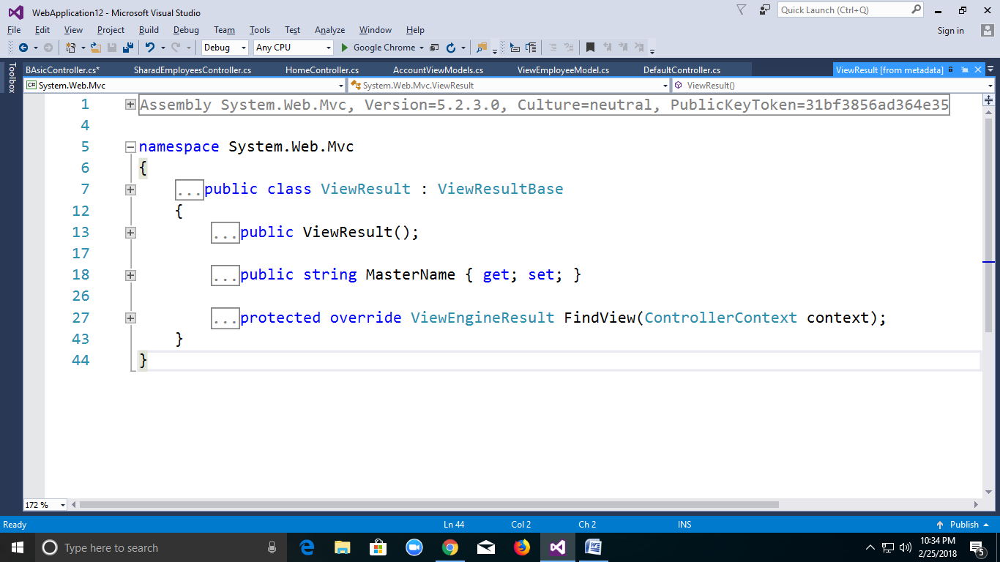 WebApplication12 - Microsoft Visual Studio
Quick Launch (Ctrl+Q)
File Edit View Project Build Debug Team Tools Test Analyze Window Help
Sign in
Debug Any CPU Google Chrome
Toolbox
BAsicController.cs* SharadEmployeesController.cs HomeController.cs AccountViewModels.cs ViewEmployeeModel.cs DefaultController.cs ViewResult [from metadata]
C# System.Web.Mvc System.Web.Mvc.ViewResult ViewResult()
1 Assembly System.Web.Mvc, Version=5.2.3.0, Culture=neutral, PublicKeyToken=31bf3856ad364e35
4
5 namespace System.Web.Mvc
6 {
7 ...public class ViewResult : ViewResultBase
12 {
13 ...public ViewResult();
17
18 ...public string MasterName { get; set; }
26
27 ...protected override ViewEngineResult FindView(ControllerContext context);
43 }
44 }
172 %
Ready Ln 44 Col 2 Ch 2 INS Publish
Type here to search
10:34 PM
2/25/2018
5